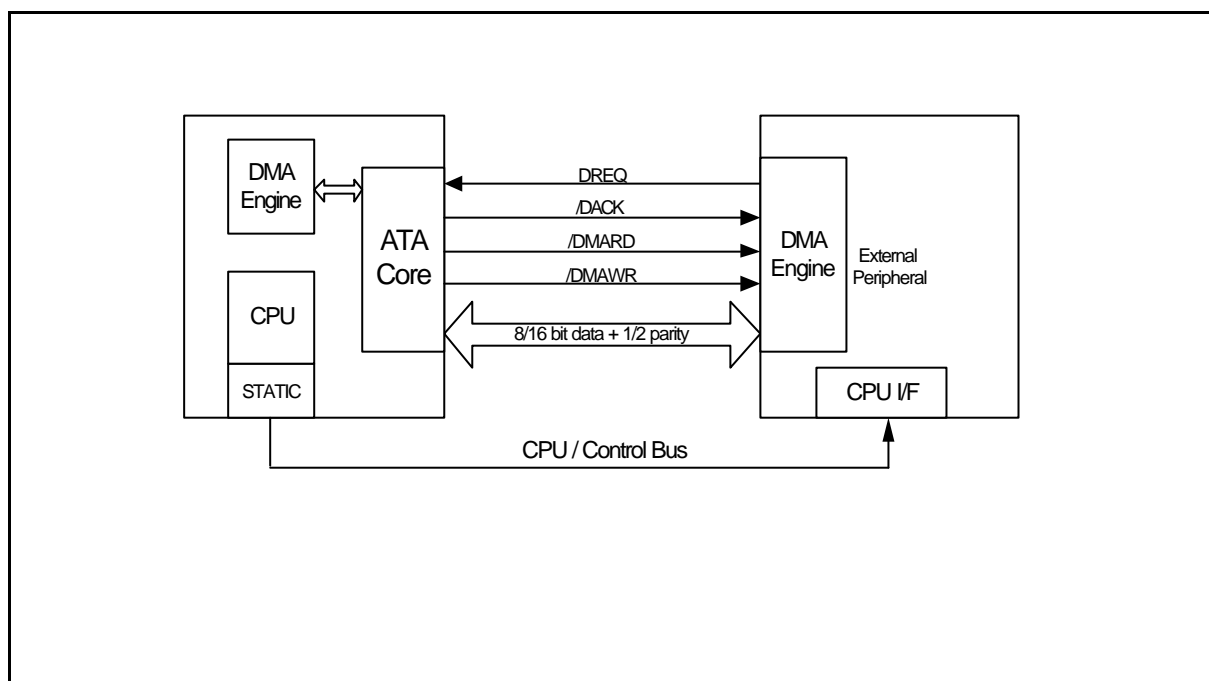 DMA
Engine
ATA
Core
CPU
STATIC
DREQ
/DACK
/DMARD
/DMAWR
8/16 bit data + 1/2 parity
DMA
Engine
External
Peripheral
CPU I/F
CPU / Control Bus